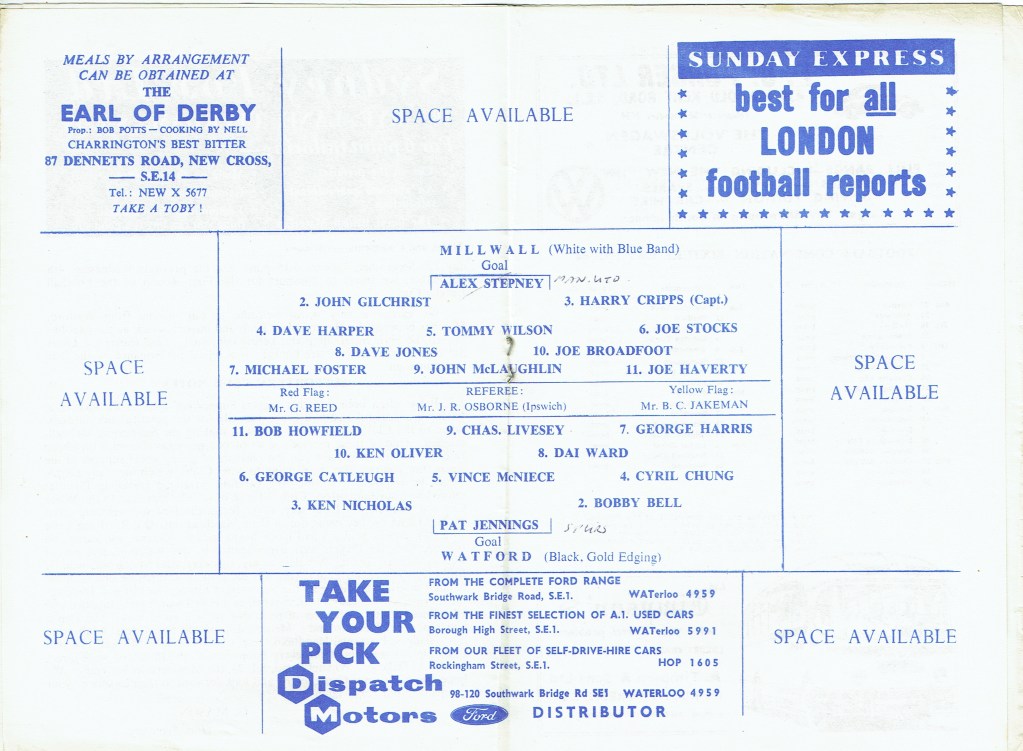 MEALS BY ARRANGEMENT
CAN BE OBTAINED AT
THE
EARL OF DERBY
Prop.: BOB POTTS — COOKING BY NELL
CHARRINGTON'S BEST BITTER
87 DENNETTS ROAD, NEW CROSS,
— S.E.14 —
Tel.: NEW X 5677
TAKE A TOBY !
SPACE AVAILABLE
SUNDAY EXPRESS
best for all
LONDON
football reports
SPACE
AVAILABLE
MILLWALL (White with Blue Band)
Goal
ALEX STEPNEY MAN. UTD.
2. JOHN GILCHRIST 3. HARRY CRIPPS (Capt.)
4. DAVE HARPER 5. TOMMY WILSON 6. JOE STOCKS
8. DAVE JONES 10. JOE BROADFOOT
7. MICHAEL FOSTER 9. JOHN McLAUGHLIN 11. JOE HAVERTY
Red Flag: REFEREE: Yellow Flag:
Mr. G. REED Mr. J. R. OSBORNE (Ipswich) Mr. B. C. JAKEMAN
11. BOB HOWFIELD 9. CHAS. LIVESEY 7. GEORGE HARRIS
10. KEN OLIVER 8. DAI WARD
6. GEORGE CATLEUGH 5. VINCE McNIECE 4. CYRIL CHUNG
3. KEN NICHOLAS 2. BOBBY BELL
PAT JENNINGS SPURS
Goal
WATFORD (Black, Gold Edging)
SPACE
AVAILABLE
SPACE AVAILABLE
TAKE
YOUR
PICK
Dispatch
Motors
FROM THE COMPLETE FORD RANGE
Southwark Bridge Road, S.E.1. WATerloo 4959
FROM THE FINEST SELECTION OF A.1. USED CARS
Borough High Street, S.E.1. WATerloo 5991
FROM OUR FLEET OF SELF-DRIVE-HIRE CARS
Rockingham Street, S.E.1. HOP 1605
98-120 Southwark Bridge Rd SE1 WATERLOO 4959
Ford DISTRIBUTOR
SPACE AVAILABLE